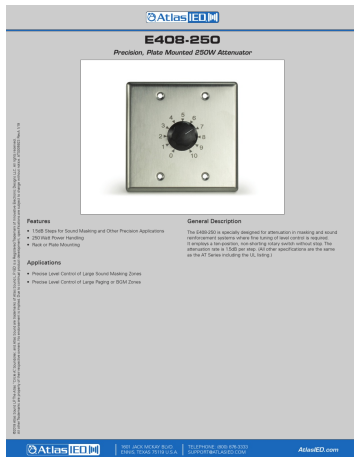 AtlasIED
E408-250
Precision, Plate Mounted 250W Attenuator
0
1
2
3
4
5
6
7
8
9
10
Features
• 1.5dB Steps for Sound Masking and Other Precision Applications
• 250 Watt Power Handling
• Rack or Plate Mounting
Applications
• Precise Level Control of Large Sound Masking Zones
• Precise Level Control of Large Paging or BGM Zones
General Description
The E408-250 is specially designed for attenuation in masking and sound
reinforcement systems where fine tuning of level control is required.
It employs a ten-position, non-shorting rotary switch without stop. The
attenuation rate is 1.5dB per step. (All other specifications are the same
as the AT Series including the UL listing.)
AtlasIED
1601 JACK MCKAY BLVD.
ENNIS, TEXAS 75119 U.S.A.
TELEPHONE: (800) 876-3333
SUPPORT@ATLASIED.COM
AtlasIED.com